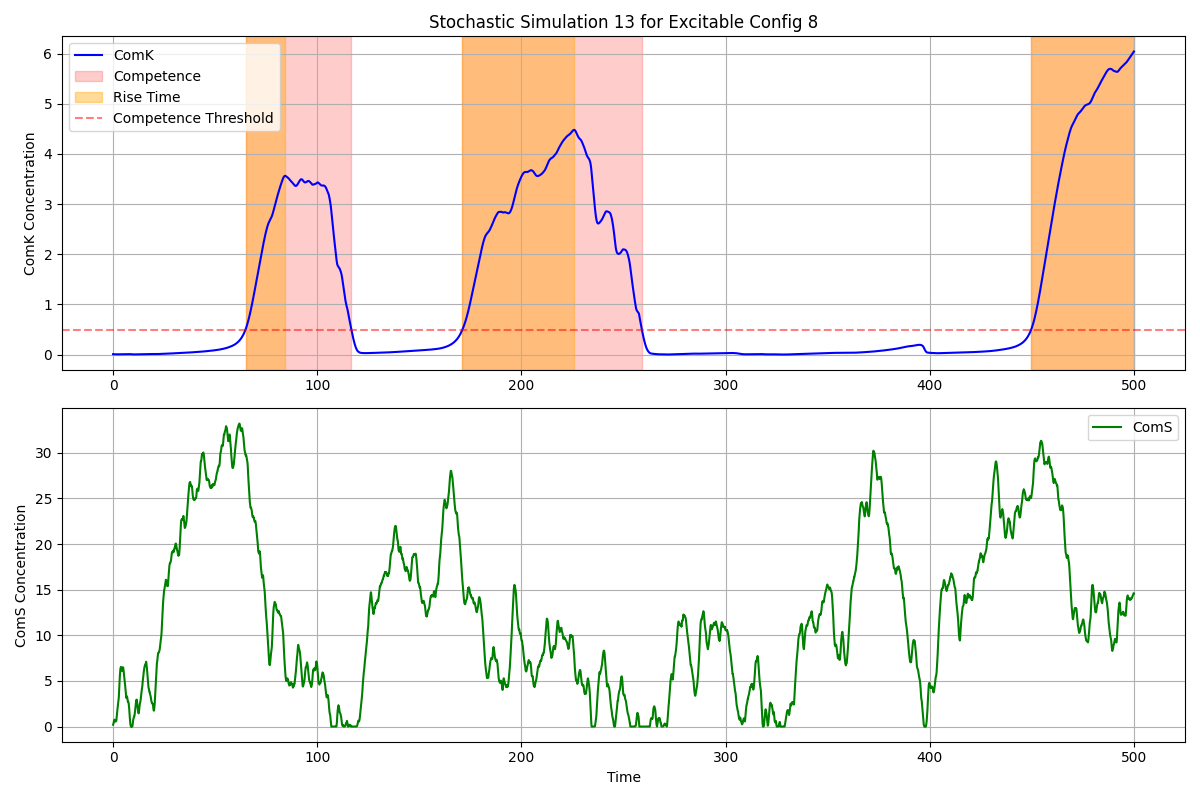 Stochastic Simulation 13 for Excitable Config 8
ComK Concentration
6
5
4
3
2
1
0
ComK
Competence
Rise Time
Competence Threshold
0 100 200 300 400 500
ComS Concentration
30
25
20
15
10
5
0
ComS
0 100 200 300 400 500
Time